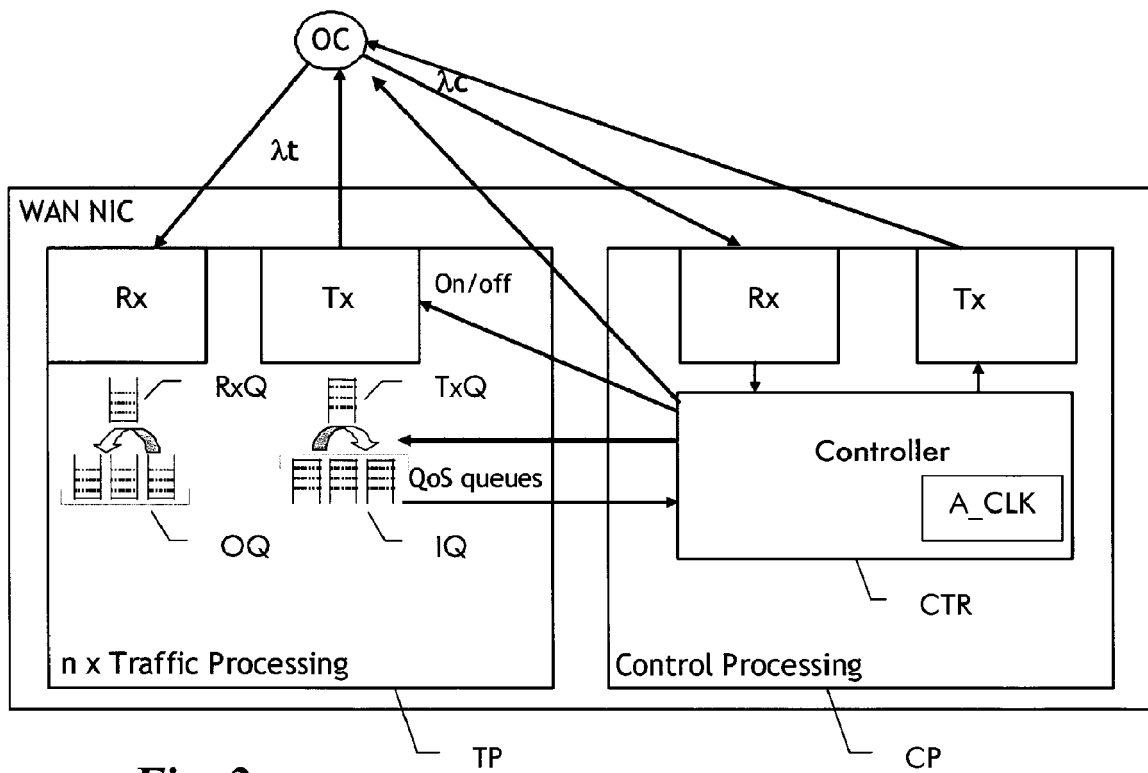 OC
λc
λt
WAN NIC
Rx
Tx
On/off
Rx
Tx
RxQ
TxQ
Controller
QoS queues
A_CLK
OQ
IQ
CTR
n x Traffic Processing
Control Processing
TP
CP